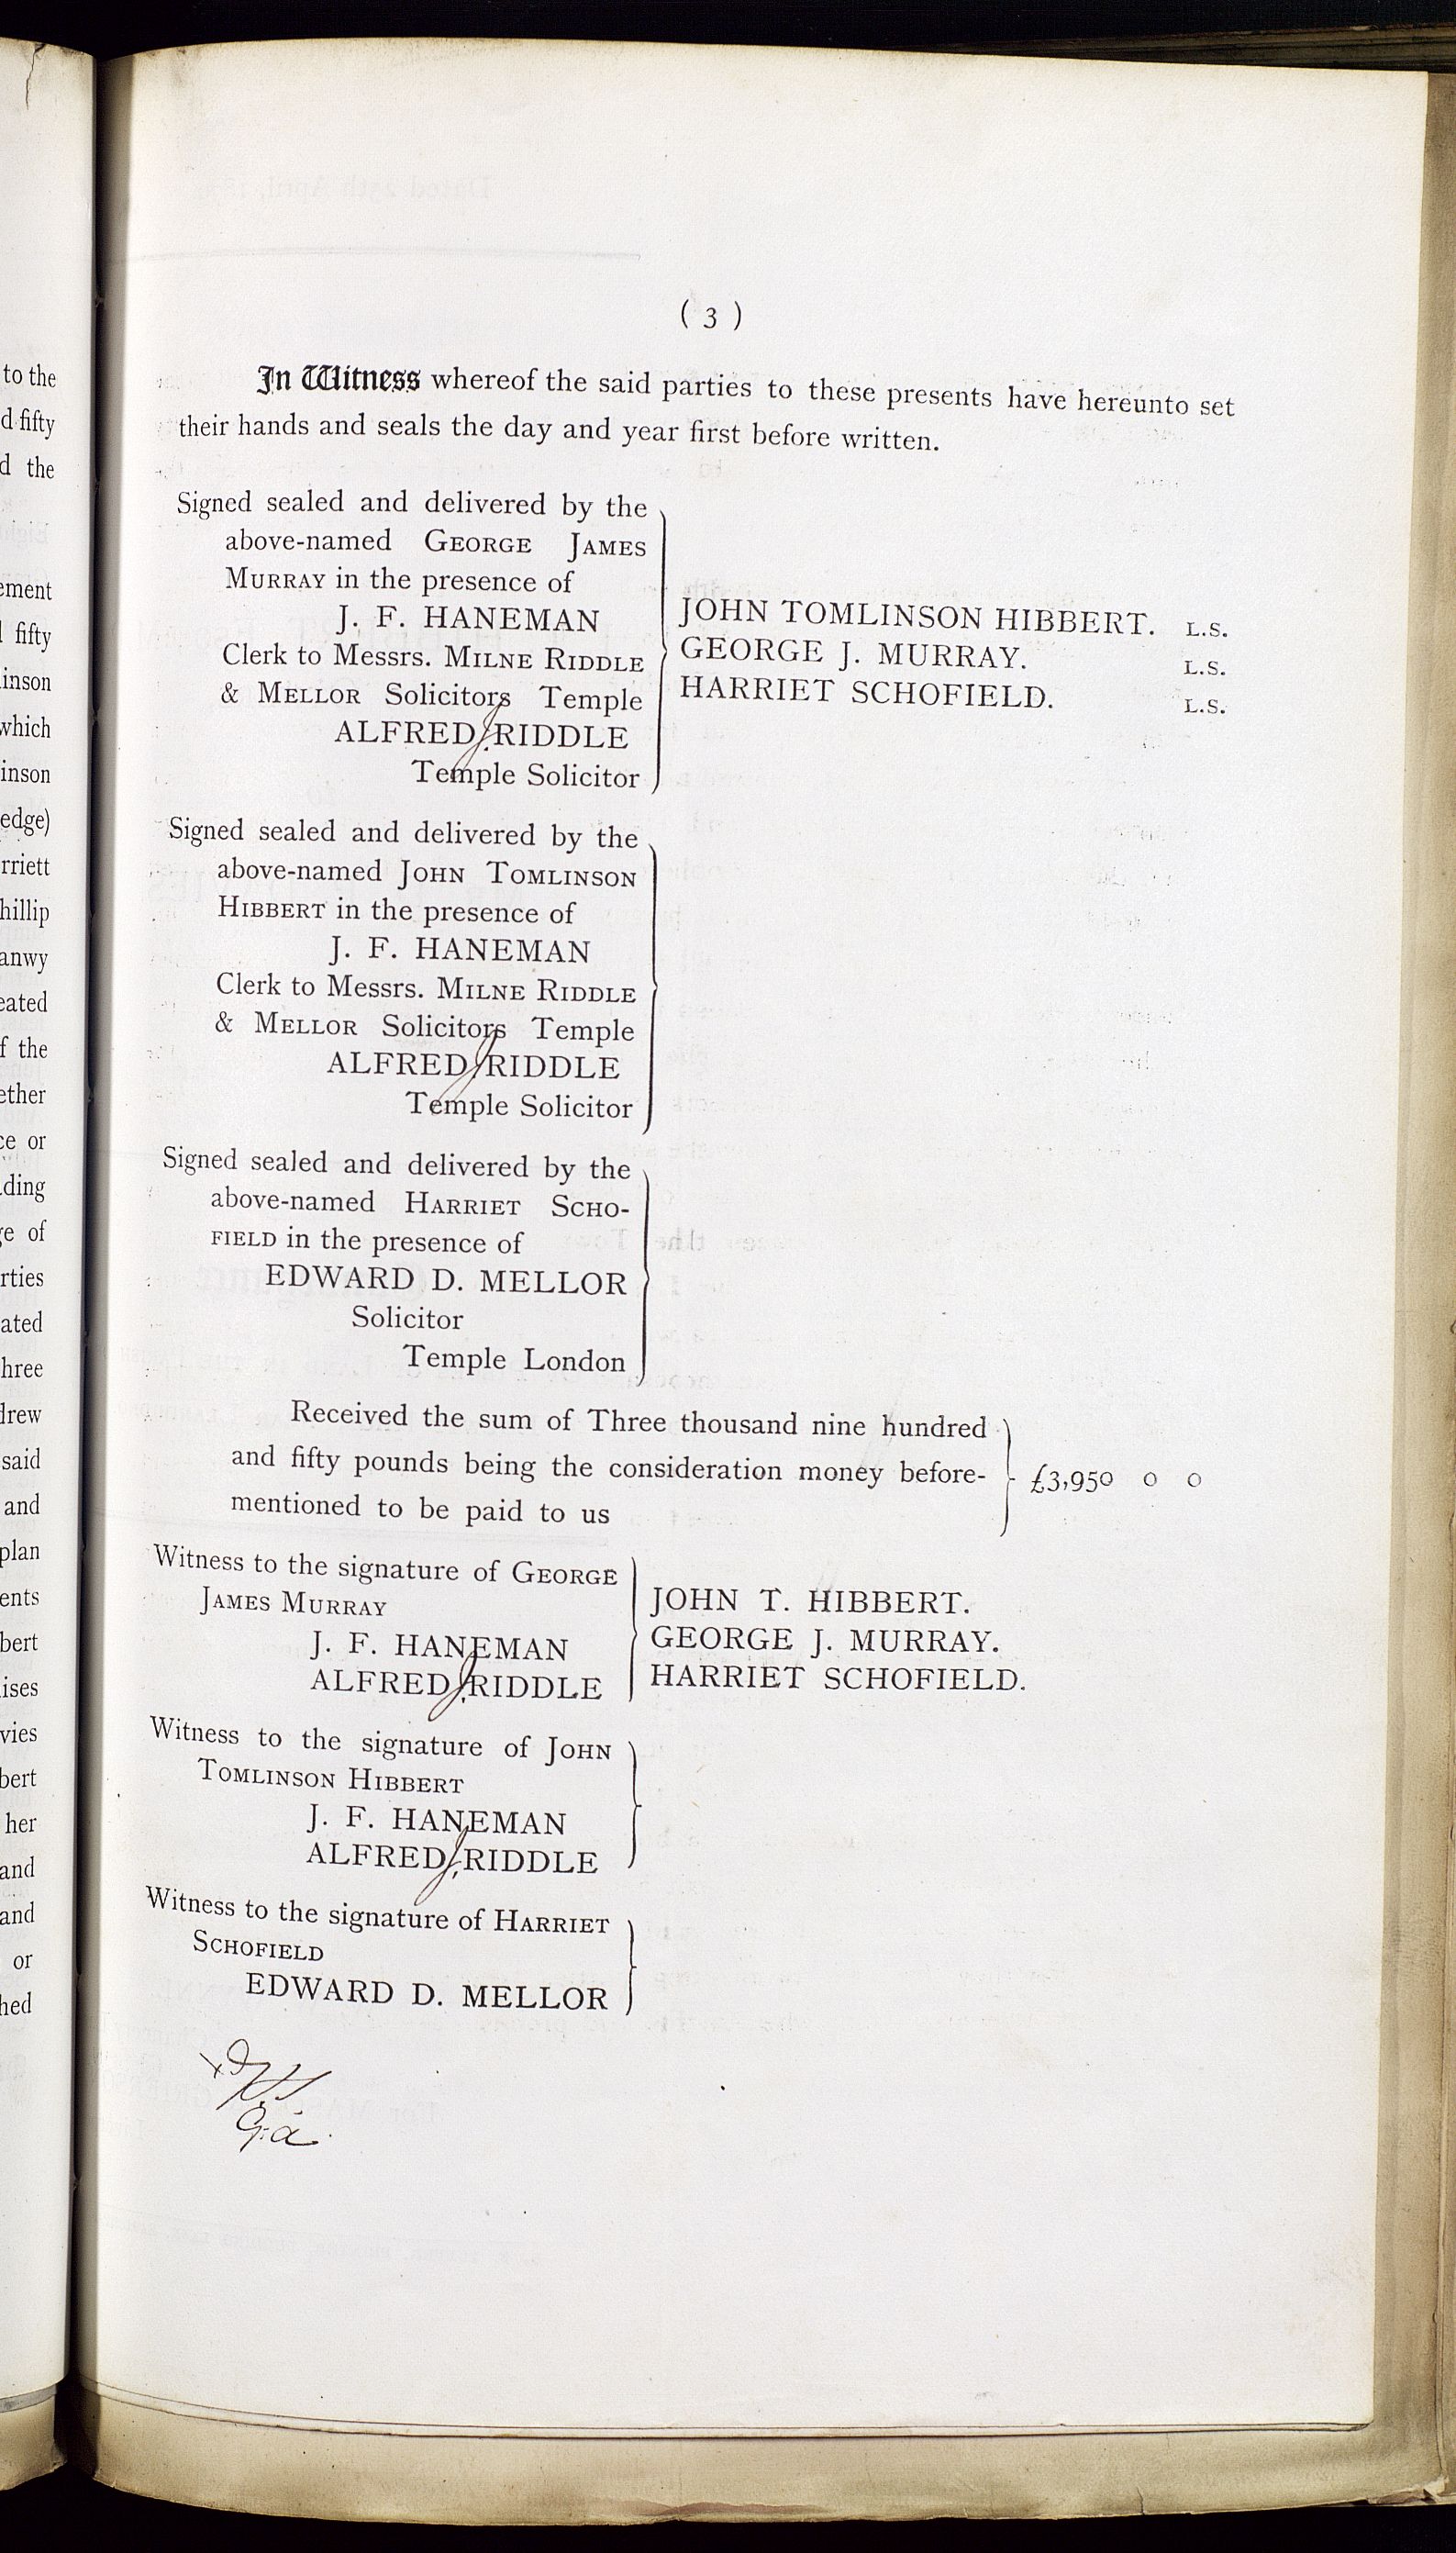 ( 3 )
In Witness whereof the said parties to these presents have hereunto set
their hands and seals the day and year first before written.
Signed sealed and delivered by the
above-named GEORGE JAMES
MURRAY in the presence of
J. F. HANEMAN
Clerk to Messrs. MILNE RIDDLE
& MELLOR Solicitors Temple
ALFRED J. RIDDLE
Temple Solicitor
JOHN TOMLINSON HIBBERT. L.S.
GEORGE J. MURRAY. L.S.
HARRIET SCHOFIELD. L.S.
Signed sealed and delivered by the
above-named JOHN TOMLINSON
HIBBERT in the presence of
J. F. HANEMAN
Clerk to Messrs. MILNE RIDDLE
& MELLOR Solicitors Temple
ALFRED J. RIDDLE
Temple Solicitor
Signed sealed and delivered by the
above-named HARRIET SCHO-
FIELD in the presence of
EDWARD D. MELLOR
Solicitor
Temple London
Received the sum of Three thousand nine hundred
and fifty pounds being the consideration money before-
mentioned to be paid to us
£3,950 0 0
Witness to the signature of GEORGE
JAMES MURRAY
J. F. HANEMAN
ALFRED J. RIDDLE
JOHN T. HIBBERT.
GEORGE J. MURRAY.
HARRIET SCHOFIELD.
Witness to the signature of JOHN
TOMLINSON HIBBERT
J. F. HANEMAN
ALFRED J. RIDDLE
Witness to the signature of HARRIET
SCHOFIELD
EDWARD D. MELLOR